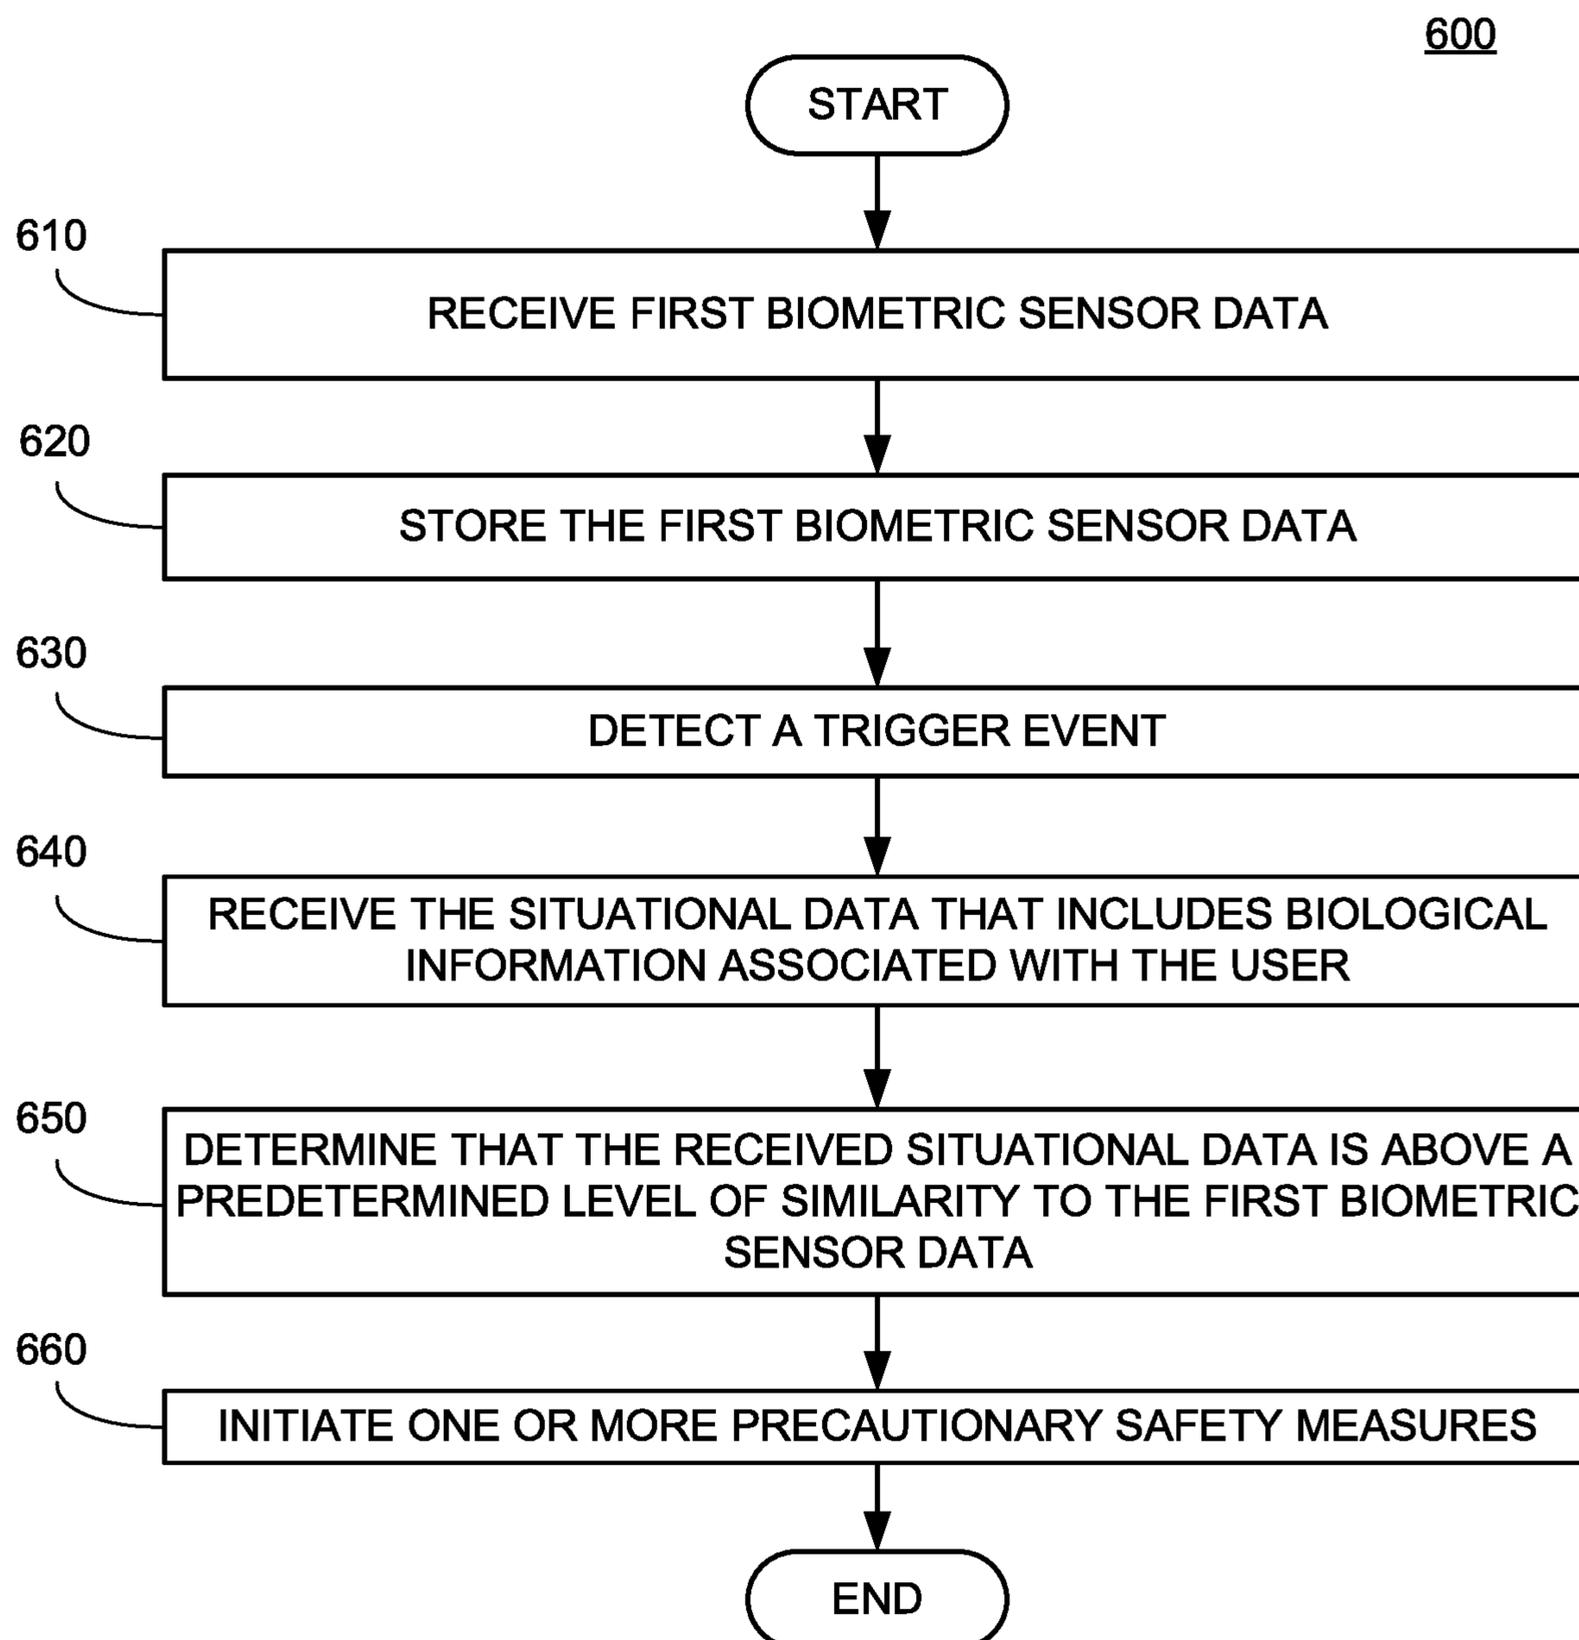 600
START
610
RECEIVE FIRST BIOMETRIC SENSOR DATA
620
STORE THE FIRST BIOMETRIC SENSOR DATA
630
DETECT A TRIGGER EVENT
640
RECEIVE THE SITUATIONAL DATA THAT INCLUDES BIOLOGICAL
INFORMATION ASSOCIATED WITH THE USER
650
DETERMINE THAT THE RECEIVED SITUATIONAL DATA IS ABOVE A
PREDETERMINED LEVEL OF SIMILARITY TO THE FIRST BIOMETRIC
SENSOR DATA
660
INITIATE ONE OR MORE PRECAUTIONARY SAFETY MEASURES
END